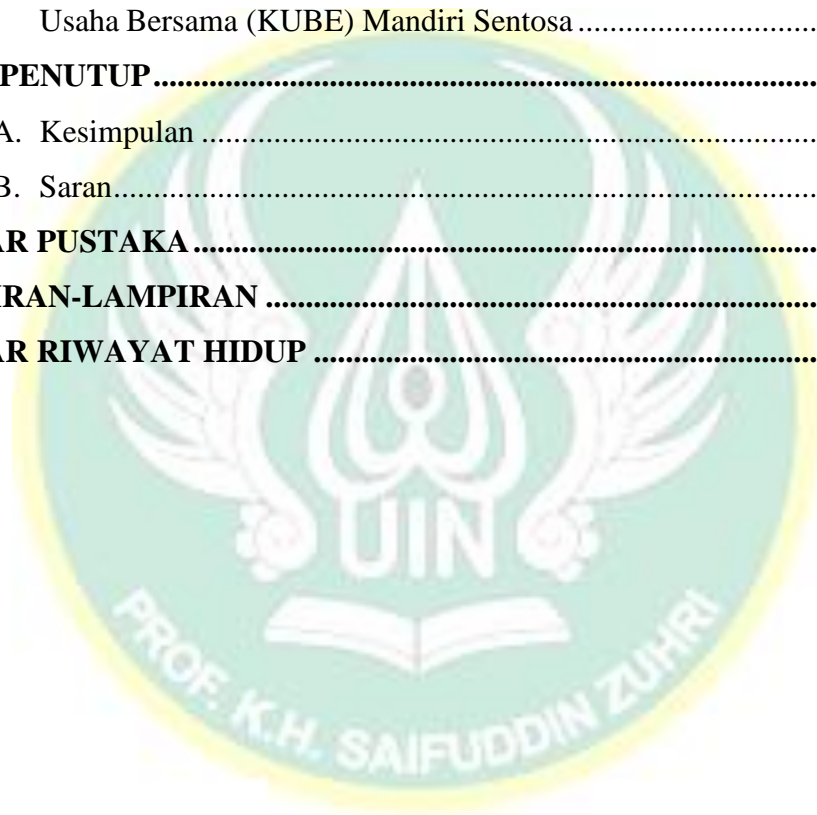 Usaha Bersama (KUBE) Mandiri Sentosa ............................
PENUTUP........................................................................................
A. Kesimpulan ..............................................................................
B. Saran.........................................................................................
AR PUSTAKA..................................................................................
IRAN-LAMPIRAN .......................................................................
AR RIWAYAT HIDUP ................................................................
UIN
PROF. K.H. SAIFUDDIN ZUHRI